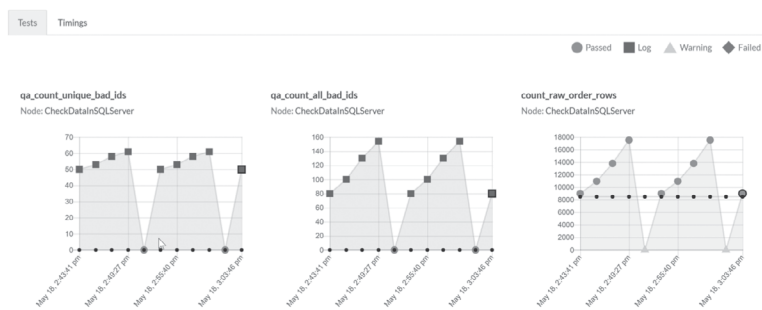 Tests Timings
Passed Log Warning Failed
qa_count_unique_bad_ids
Node: CheckDataInSQLServer
70
60
50
40
30
20
10
0
May 18, 2:43:41 pm
May 18, 2:49:27 pm
May 18, 2:55:40 pm
May 18, 3:03:46 pm
qa_count_all_bad_ids
Node: CheckDataInSQLServer
160
140
120
100
80
60
40
20
0
May 18, 2:43:41 pm
May 18, 2:49:27 pm
May 18, 2:55:40 pm
May 18, 3:03:46 pm
count_raw_order_rows
Node: CheckDataInSQLServer
18000
16000
14000
12000
10000
8000
6000
4000
2000
0
May 18, 2:43:41 pm
May 18, 2:49:27 pm
May 18, 2:55:40 pm
May 18, 3:03:46 pm